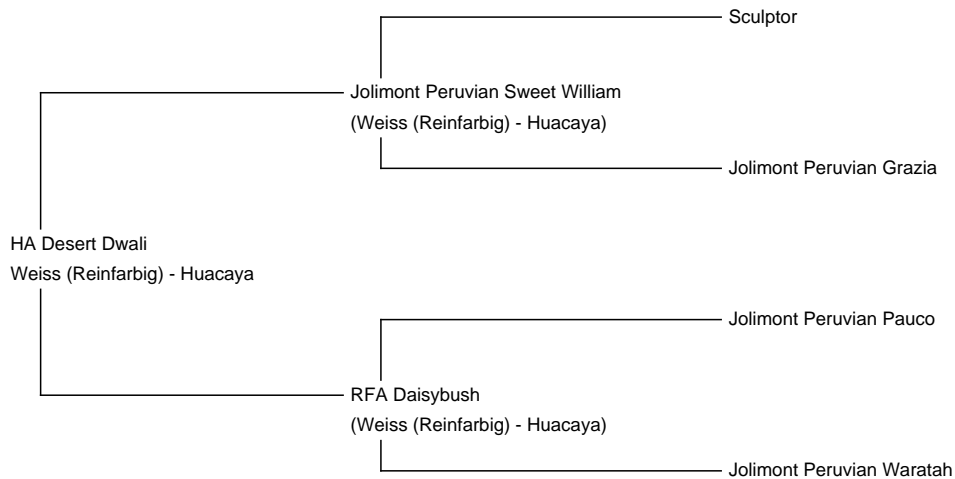 Sculptor
Jolimont Peruvian Sweet William
(Weiss (Reinfarbig) - Huacaya)
Jolimont Peruvian Grazia
HA Desert Dwali
Weiss (Reinfarbig) - Huacaya
Jolimont Peruvian Pauco
RFA Daisybush
(Weiss (Reinfarbig) - Huacaya)
Jolimont Peruvian Waratah